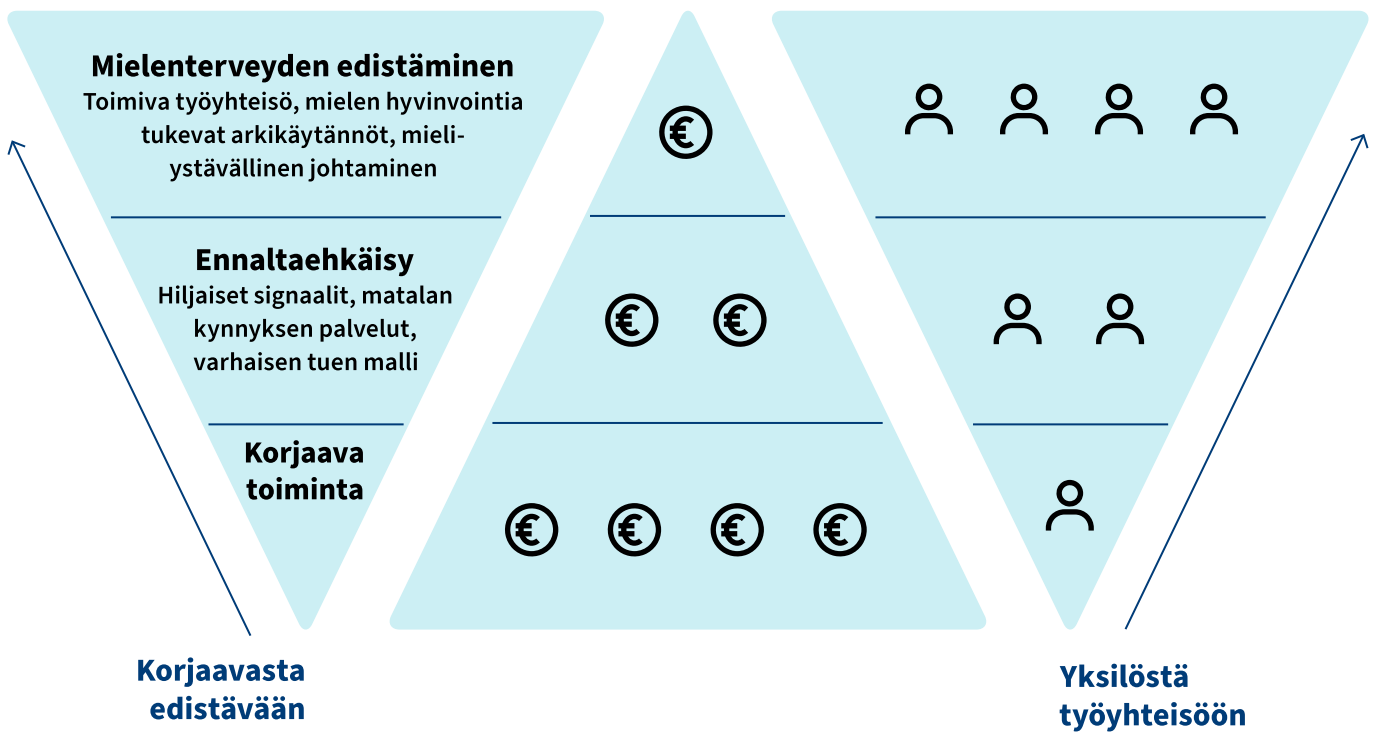 Mielenterveyden edistäminen
Toimiva työyhteisö, mielen hyvinvointia
tukevat arkikäytännöt, mieli-
ystävällinen johtaminen
Ennaltaehkäisy
Hiljaiset signaalit, matalan
kynnyksen palvelut,
varhaisen tuen malli
Korjaava
toiminta
€
€ €
€ € € €
Korjaavasta
edistävään
Yksilöstä
työyhteisöön